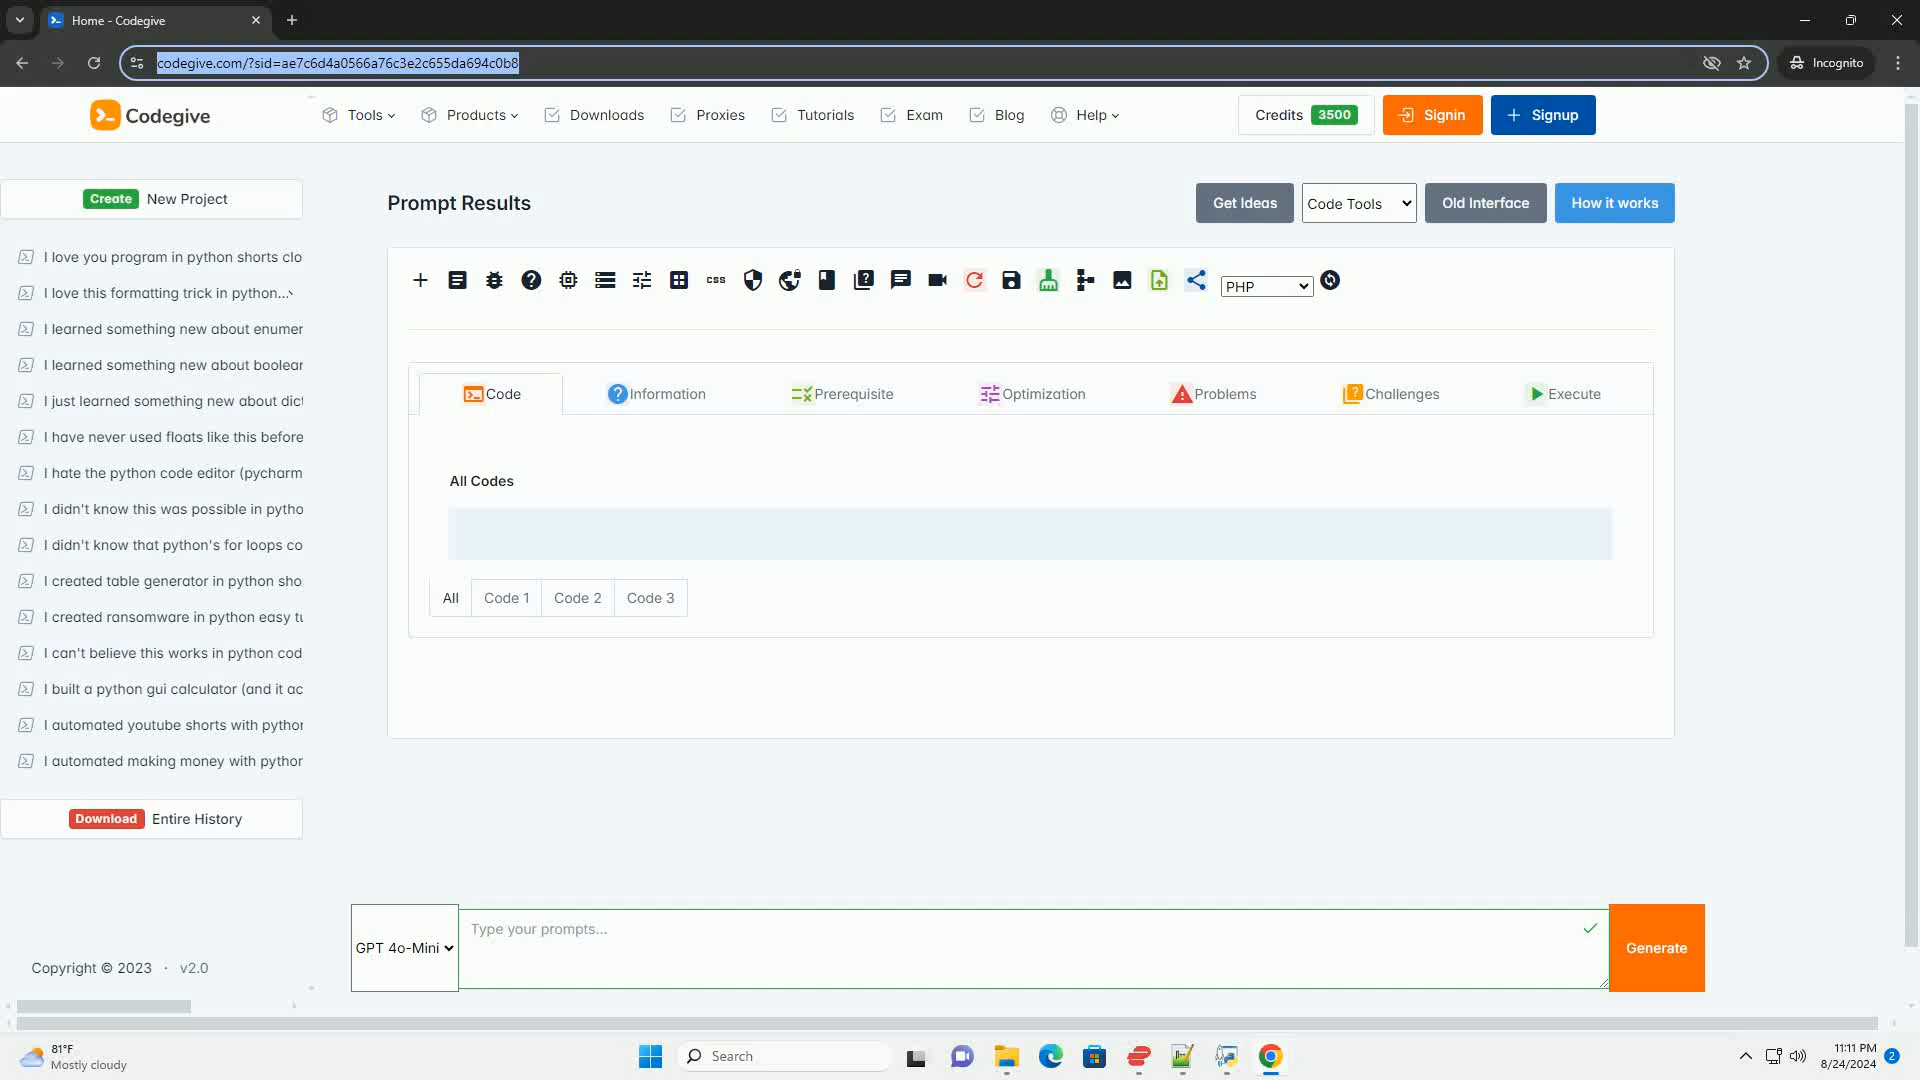 Home - Codegive
codegive.com/?sid=ae7c6d4a0566a76c3e2c655da694c0b8
Incognito
Codegive
Tools
Products
Downloads
Proxies
Tutorials
Exam
Blog
Help
Credits 3500
Signin
Signup
Create New Project
I love you program in python shorts clo
I love this formatting trick in python...
I learned something new about enumer
I learned something new about boolear
I just learned something new about dict
I have never used floats like this before
I hate the python code editor (pycharm
I didn't know this was possible in pytho
I didn't know that python's for loops co
I created table generator in python sho
I created ransomware in python easy tu
I can't believe this works in python cod
I built a python gui calculator (and it ac
I automated youtube shorts with pythor
I automated making money with pythor
Download Entire History
Copyright © 2023 · v2.0
Prompt Results
Get Ideas
Code Tools
Old Interface
How it works
css
PHP
Code
Information
Prerequisite
Optimization
Problems
Challenges
Execute
All Codes
All
Code 1
Code 2
Code 3
GPT 4o-Mini
Type your prompts...
Generate
81°F
Mostly cloudy
Search
11:11 PM
8/24/2024
2